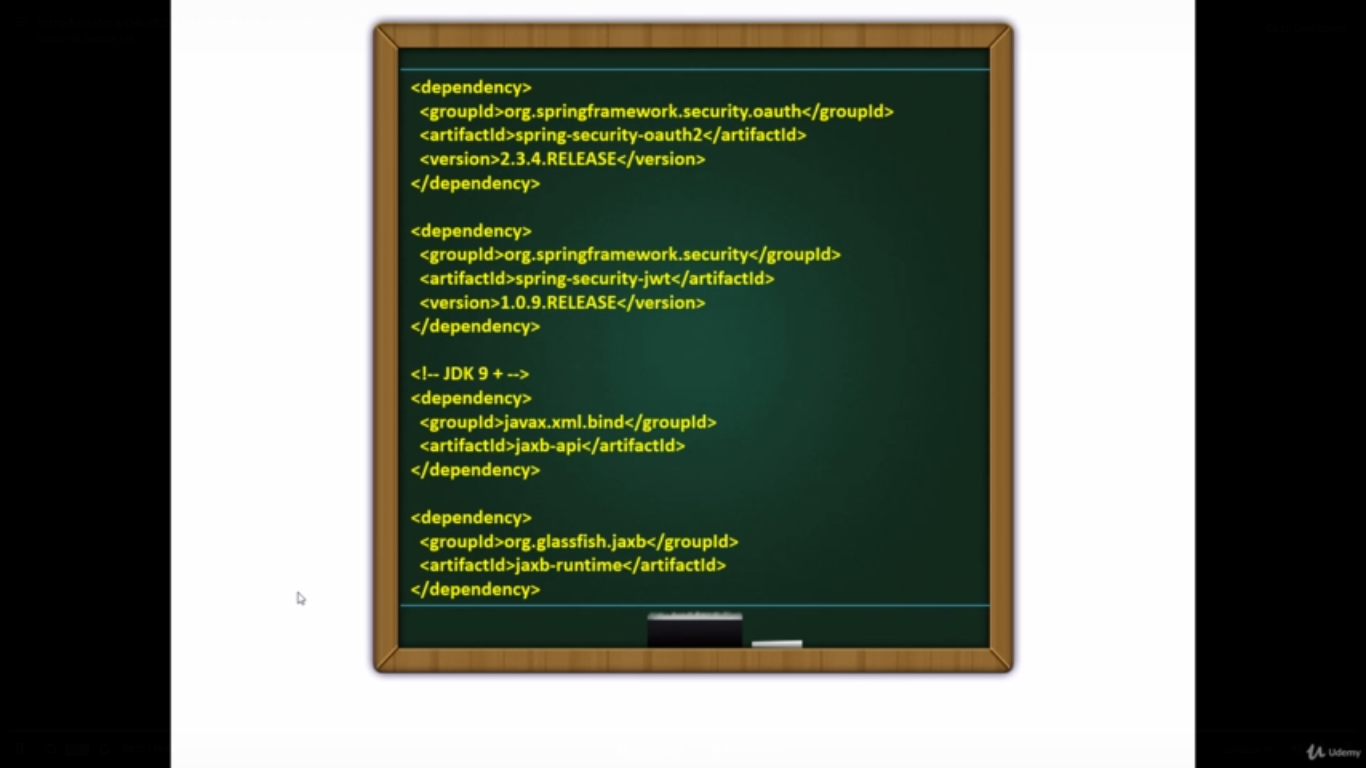 <dependency>
<groupId>org.springframework.security.oauth</groupId>
<artifactId>spring-security-oauth2</artifactId>
<version>2.3.4.RELEASE</version>
</dependency>
<dependency>
<groupId>org.springframework.security</groupId>
<artifactId>spring-security-jwt</artifactId>
<version>1.0.9.RELEASE</version>
</dependency>
<!-- JDK 9 + -->
<dependency>
<groupId>javax.xml.bind</groupId>
<artifactId>jaxb-api</artifactId>
</dependency>
<dependency>
<groupId>org.glassfish.jaxb</groupId>
<artifactId>jaxb-runtime</artifactId>
</dependency>
Udemy